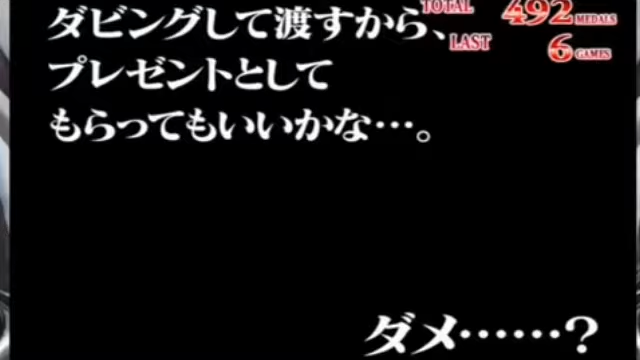 TOTAL 492 MEDALS
ダビングして渡すから、
LAST 6 GAMES
プレゼントとして
もらってもいいかな…。
ダメ……?